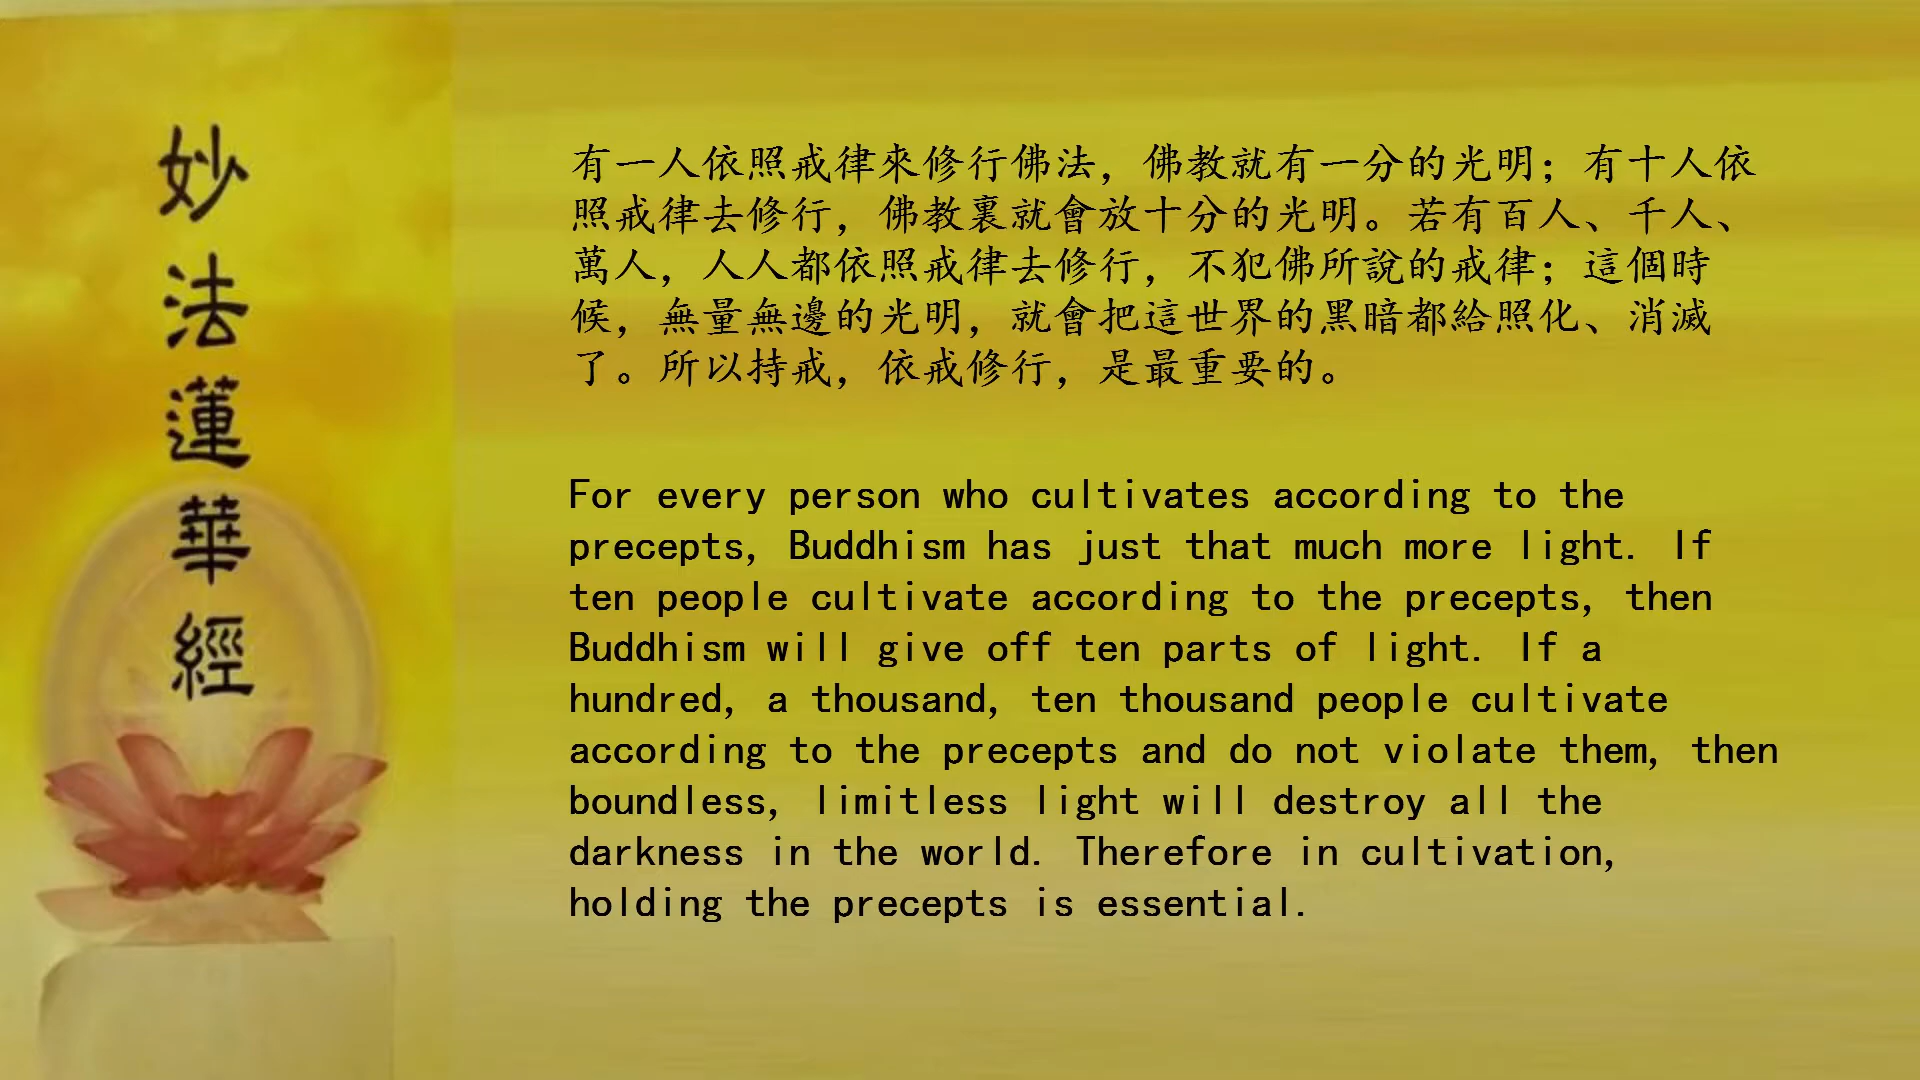 妙法蓮華經
有一人依照戒律來修行佛法，佛教就有一分的光明；有十人依
照戒律去修行，佛教裏就會放十分的光明。若有百人、千人、
萬人，人人都依照戒律去修行，不犯佛所說的戒律；這個時
候，無量無邊的光明，就會把這世界的黑暗都給照化、消滅
了。所以持戒，依戒修行，是最重要的。
For every person who cultivates according to the
precepts, Buddhism has just that much more light. If
ten people cultivate according to the precepts, then
Buddhism will give off ten parts of light. If a
hundred, a thousand, ten thousand people cultivate
according to the precepts and do not violate them, then
boundless, limitless light will destroy all the
darkness in the world. Therefore in cultivation,
holding the precepts is essential.